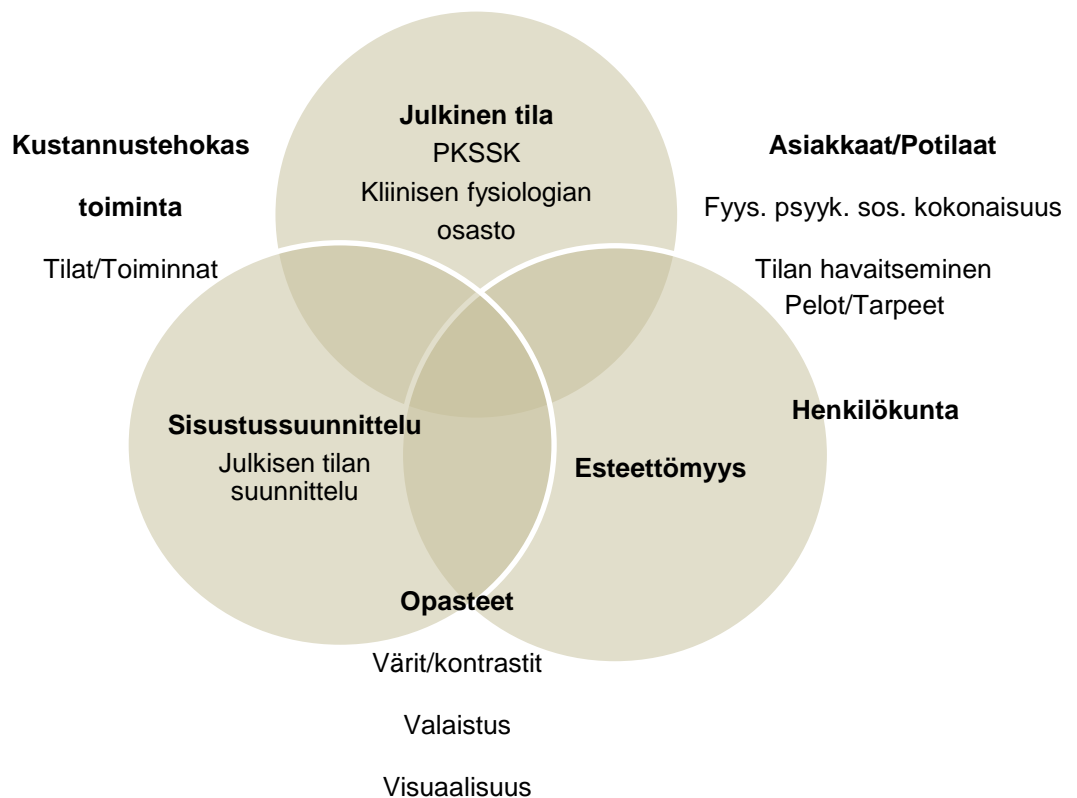 Julkinen tila
PKSSK
Kliinisen fysiologian
osasto
Kustannustehokas
toiminta
Tilat/Toiminnat
Asiakkaat/Potilaat
Fyys. psyyk. sos. kokonaisuus
Tilan havaitseminen
Pelot/Tarpeet
Henkilökunta
Sisustussuunnittelu
Julkisen tilan
suunnittelu
Esteettömyys
Opasteet
Värit/kontrastit
Valaistus
Visuaalisuus